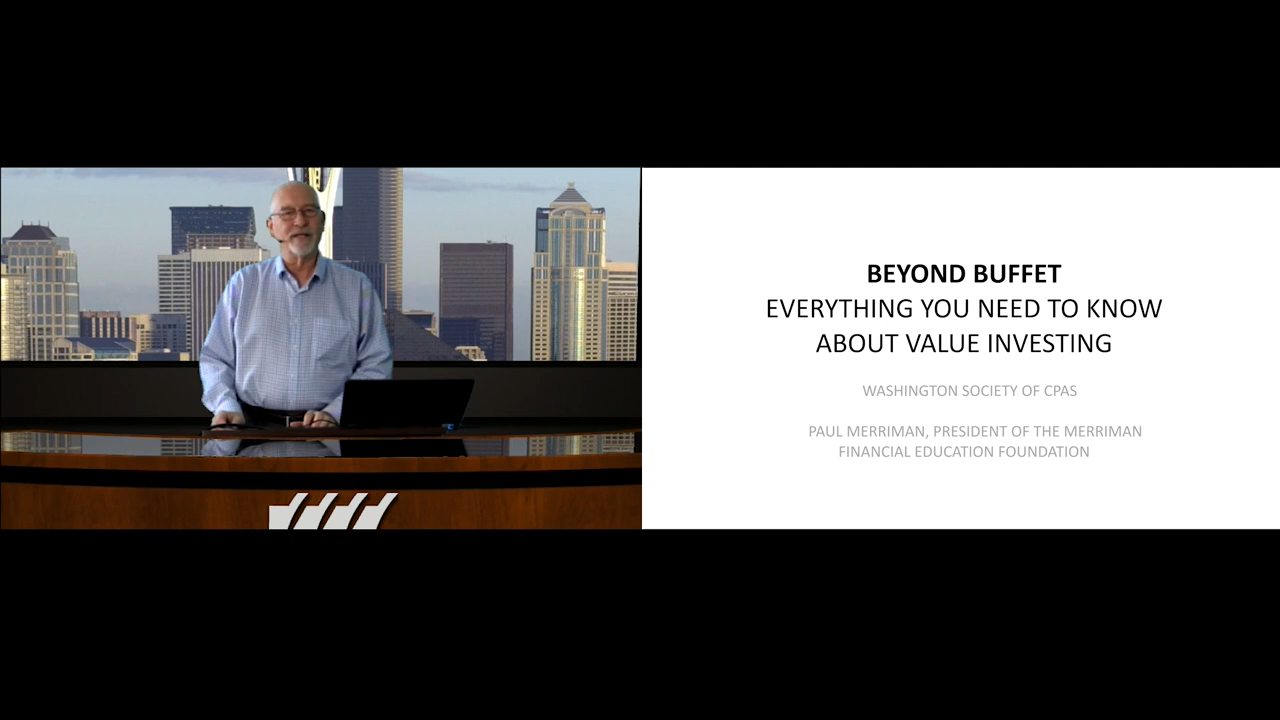 BEYOND BUFFET
EVERYTHING YOU NEED TO KNOW
ABOUT VALUE INVESTING
WASHINGTON SOCIETY OF CPAS
PAUL MERRIMAN, PRESIDENT OF THE MERRIMAN
FINANCIAL EDUCATION FOUNDATION